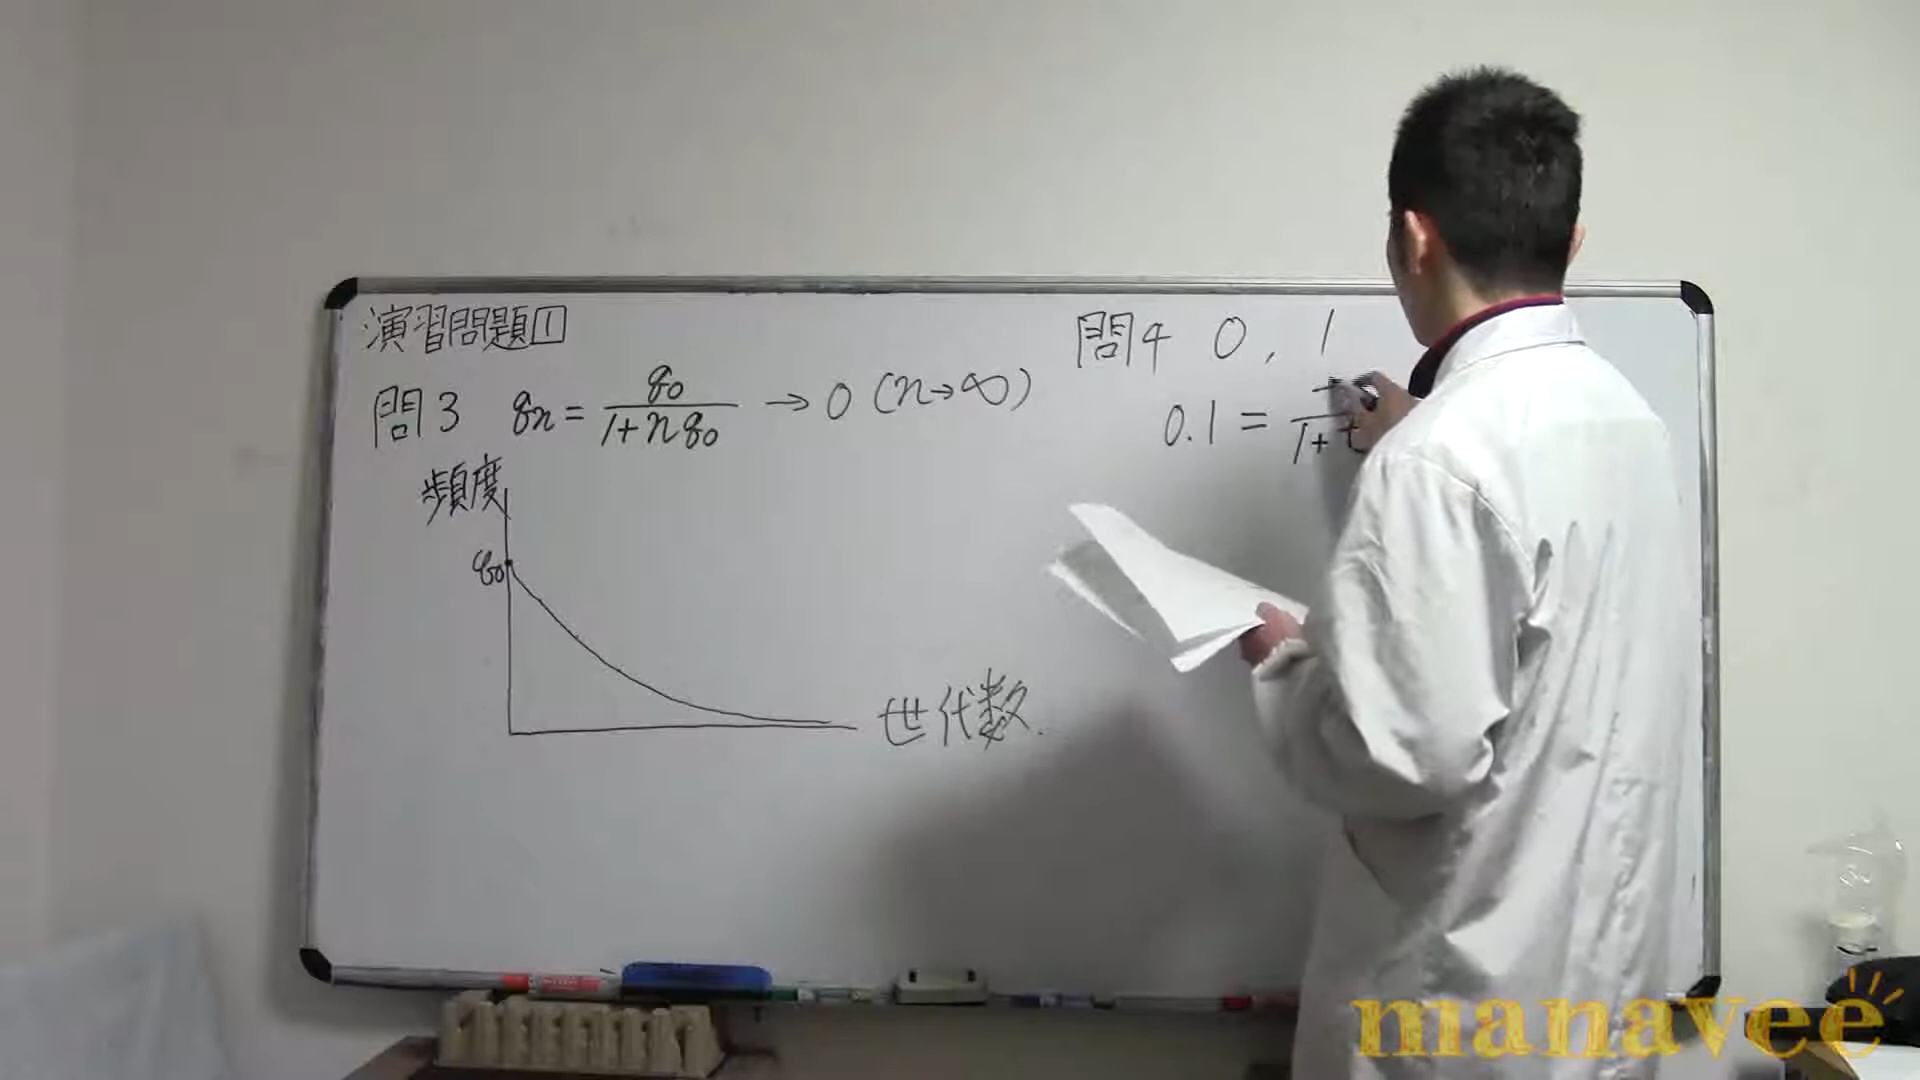 演習問題1
問3 qn = q0 / 1+nq0 → 0 (n→∞)
頻度
q0
世代数.
問4 0, 1
0.1 =
1+
manavee